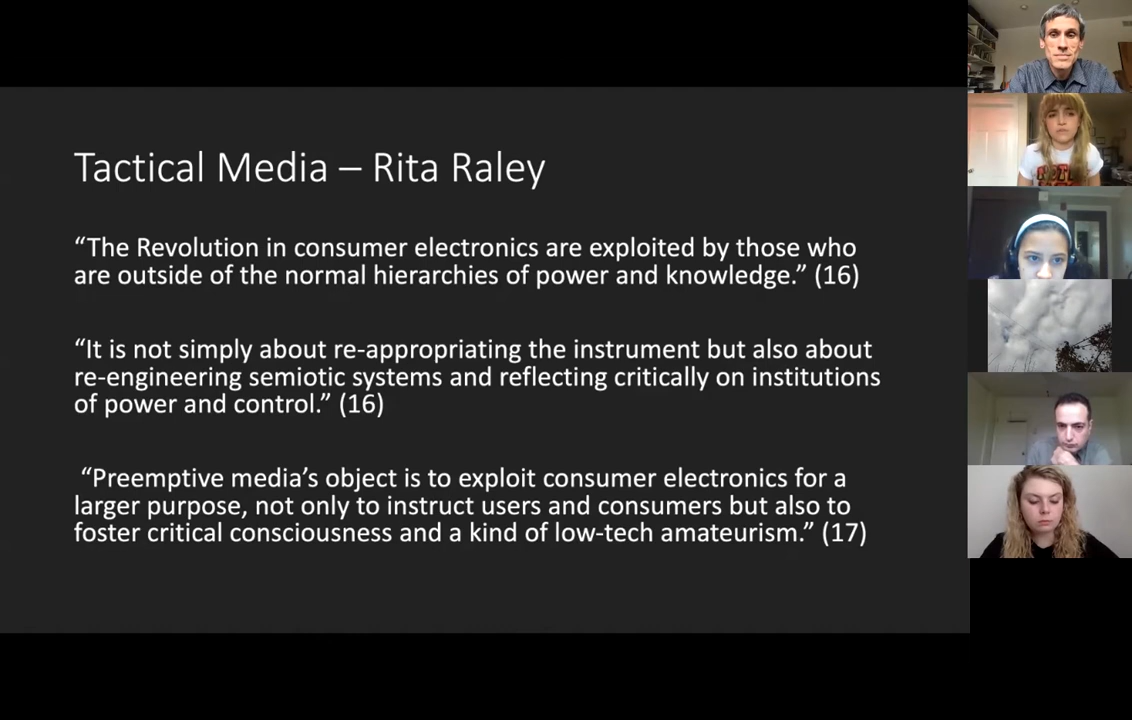 Tactical Media – Rita Raley
“The Revolution in consumer electronics are exploited by those who
are outside of the normal hierarchies of power and knowledge.” (16)
“It is not simply about re-appropriating the instrument but also about
re-engineering semiotic systems and reflecting critically on institutions
of power and control.” (16)
“Preemptive media’s object is to exploit consumer electronics for a
larger purpose, not only to instruct users and consumers but also to
foster critical consciousness and a kind of low-tech amateurism.” (17)